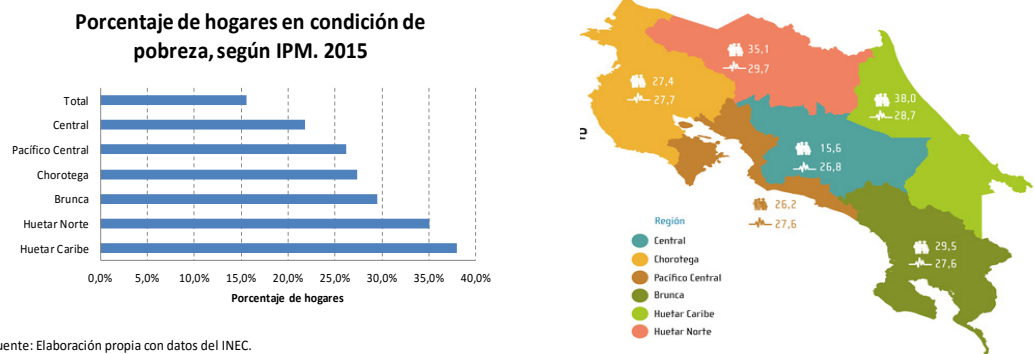 Porcentaje de hogares en condición de
pobreza, según IPM. 2015
Total
Central
Pacífico Central
Chorotega
Brunca
Huetar Norte
Huetar Caribe
0,0% 5,0% 10,0% 15,0% 20,0% 25,0% 30,0% 35,0% 40,0%
Porcentaje de hogares
uente: Elaboración propia con datos del INEC.
35,1
29,7
27,4
27,7
38,0
28,7
15,6
26,8
26,2
27,6
29,5
27,6
Región
Central
Chorotega
Pacífico Central
Brunca
Huetar Caribe
Huetar Norte